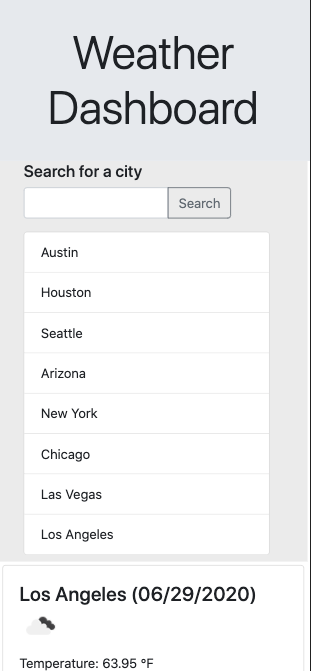 Weather
Dashboard
Search for a city
Search
Austin
Houston
Seattle
Arizona
New York
Chicago
Las Vegas
Los Angeles
Los Angeles (06/29/2020)
Temperature: 63.95 °F